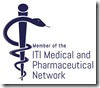 Member of the
ITI Medical and
Pharmaceutical
Network